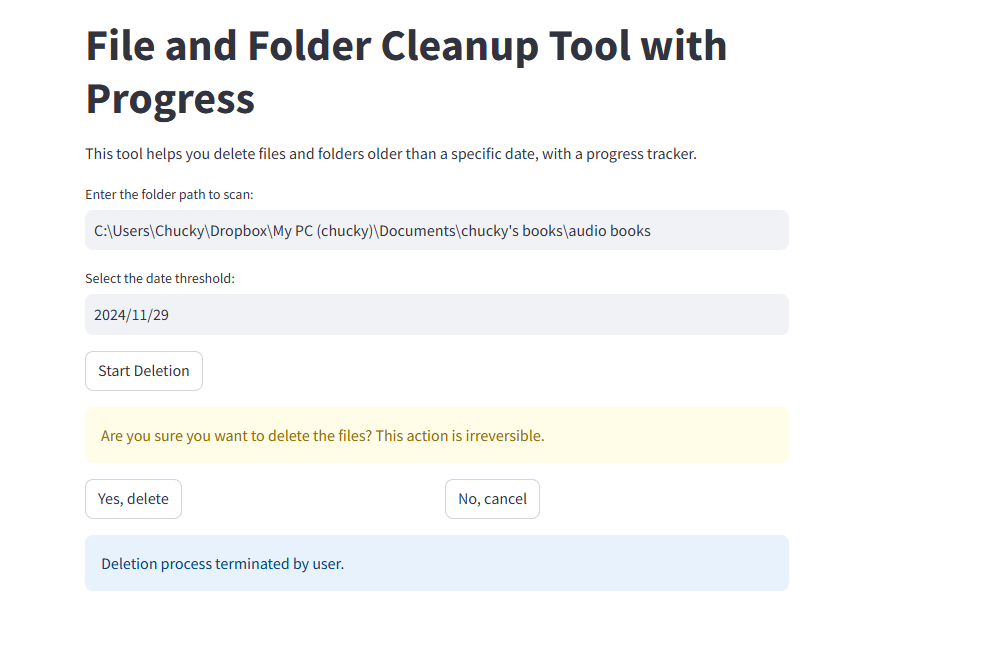 File and Folder Cleanup Tool with
Progress
This tool helps you delete files and folders older than a specific date, with a progress tracker.
Enter the folder path to scan:
C:\Users\Chucky\Dropbox\My PC (chucky)\Documents\chucky's books\audio books
Select the date threshold:
2024/11/29
Start Deletion
Are you sure you want to delete the files? This action is irreversible.
Yes, delete
No, cancel
Deletion process terminated by user.